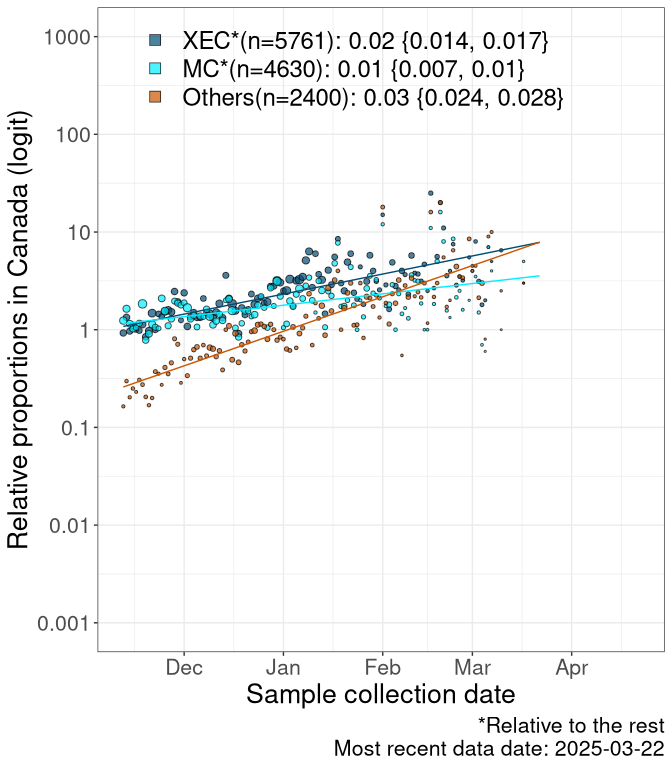 XEC*(n=5761): 0.02 {0.014, 0.017}
MC*(n=4630): 0.01 {0.007, 0.01}
Others(n=2400): 0.03 {0.024, 0.028}
Relative proportions in Canada (logit)
1000
100
10
1
0.1
0.01
0.001
Dec Jan Feb Mar Apr
Sample collection date
*Relative to the rest
Most recent data date: 2025-03-22